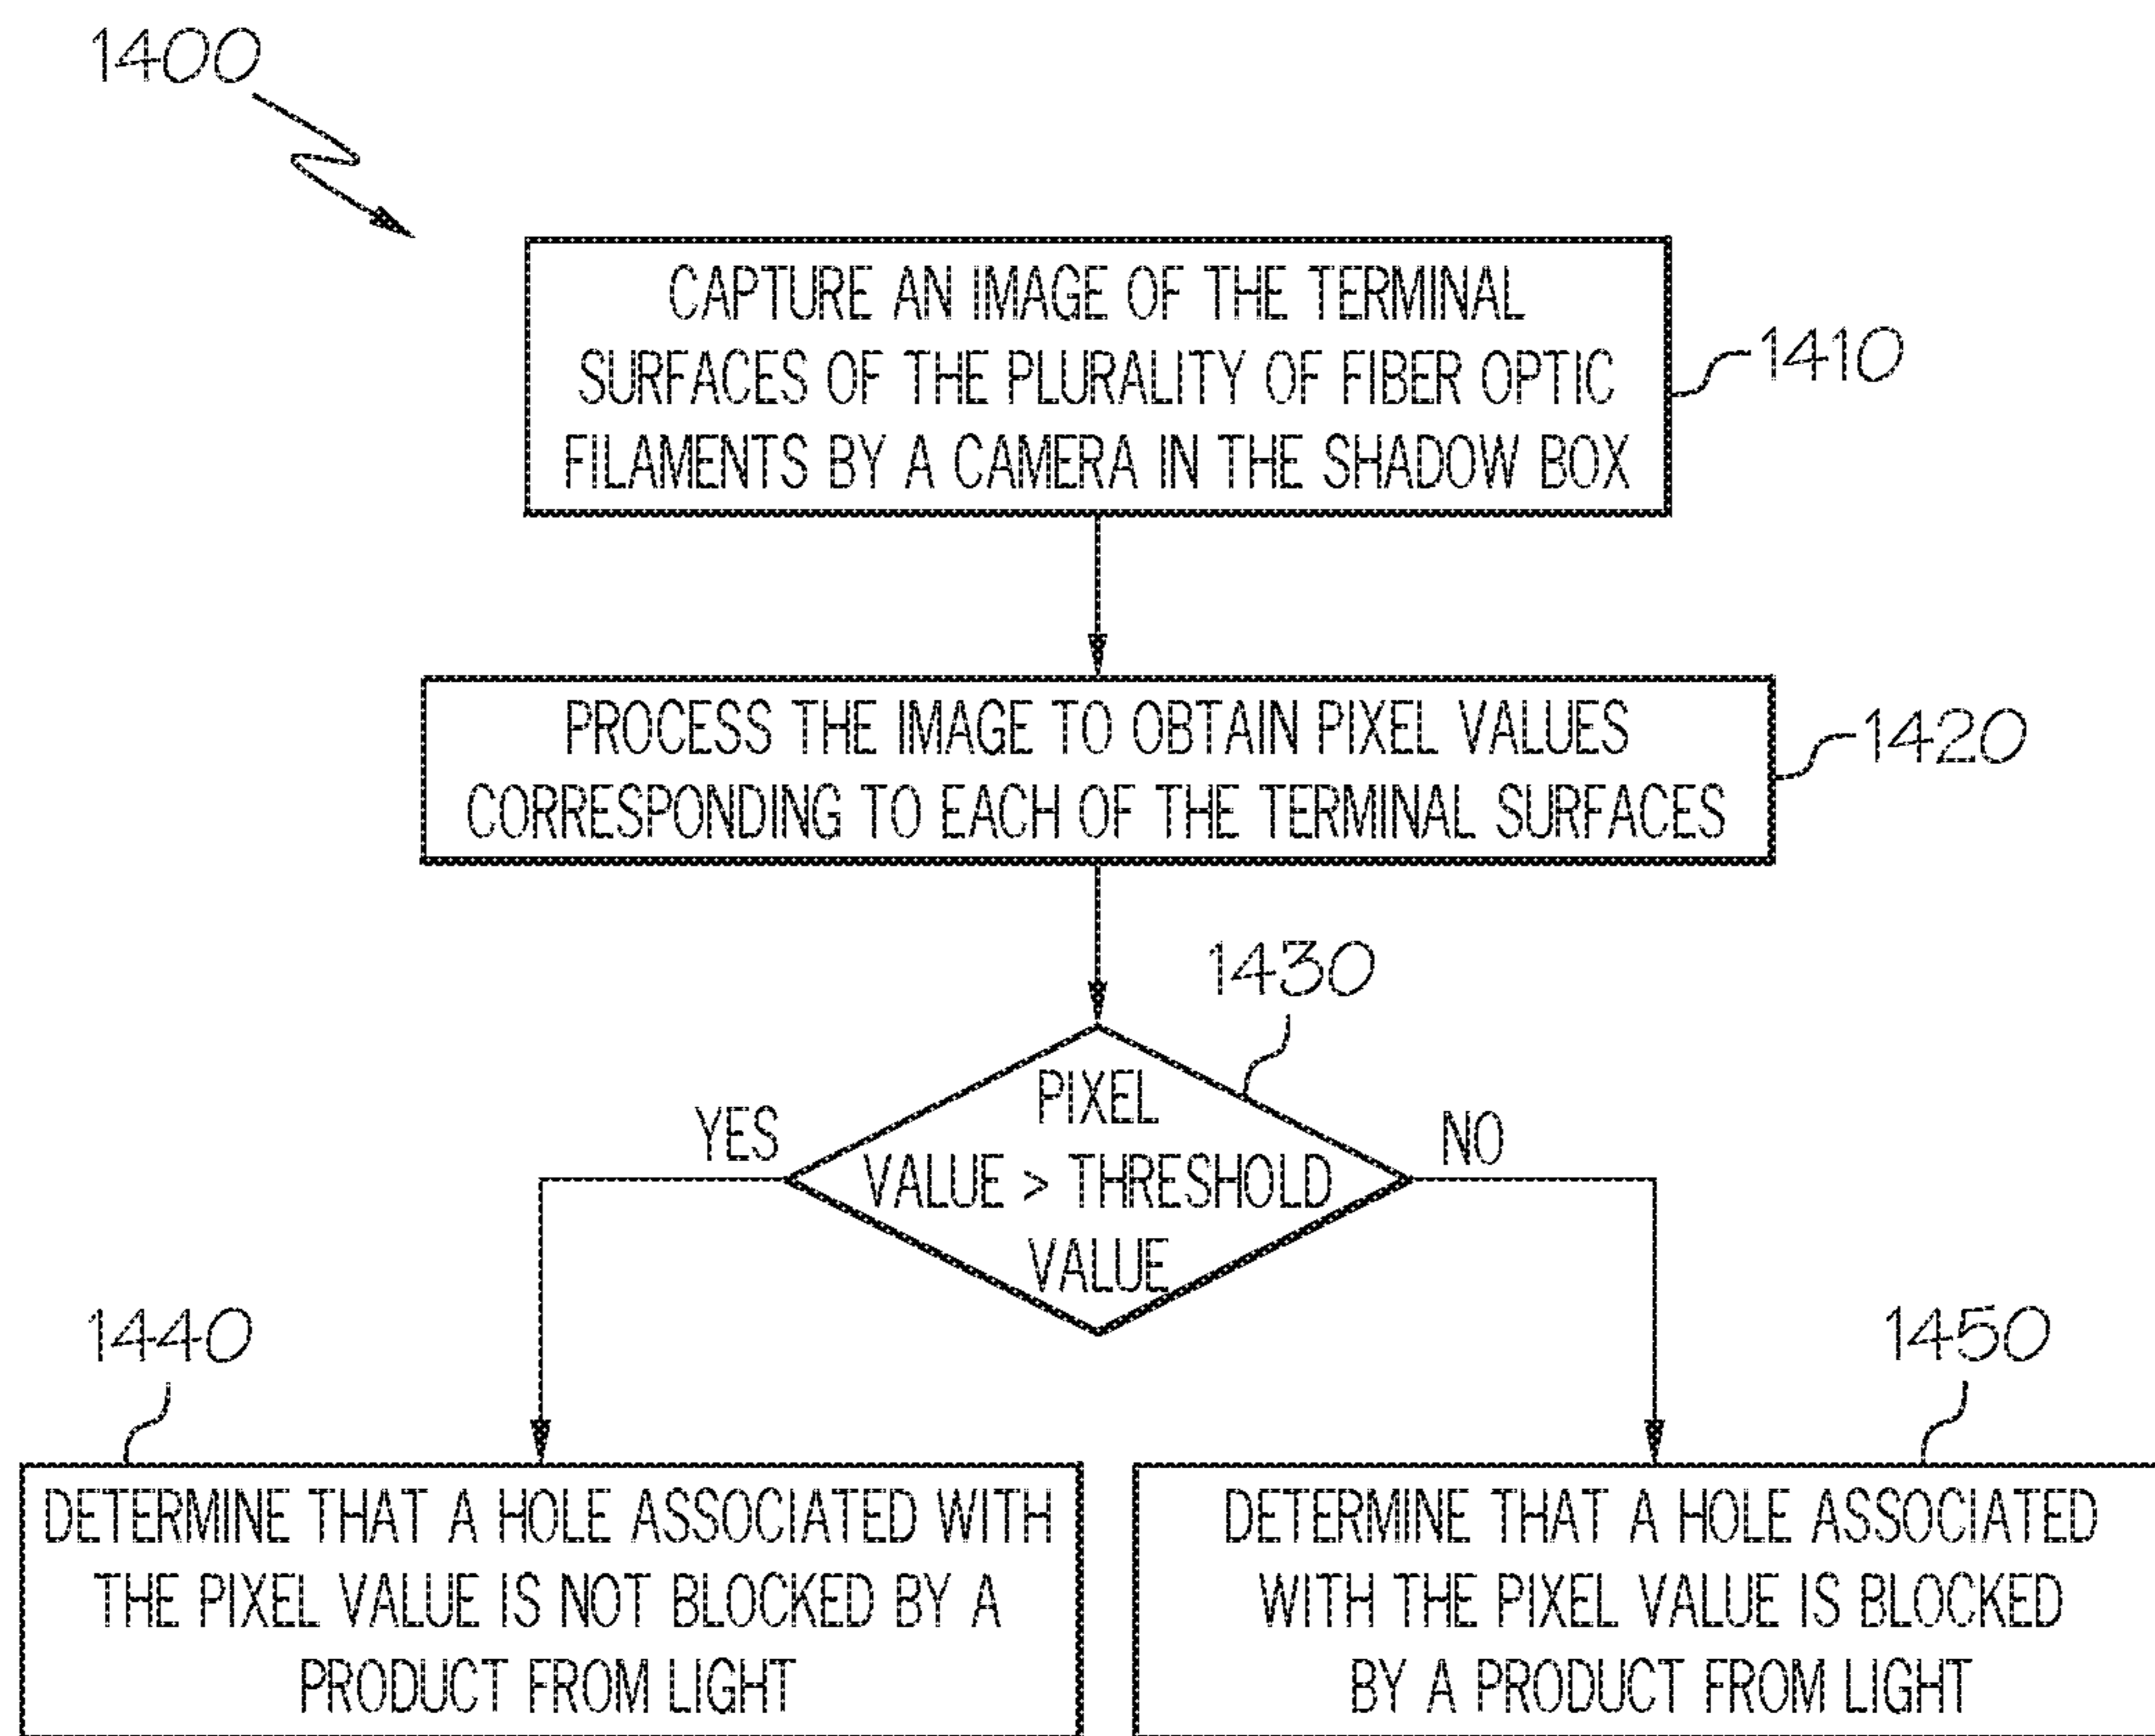 1400
CAPTURE AN IMAGE OF THE TERMINAL
SURFACES OF THE PLURALITY OF FIBER OPTIC
FILAMENTS BY A CAMERA IN THE SHADOW BOX
1410
PROCESS THE IMAGE TO OBTAIN PIXEL VALUES
CORRESPONDING TO EACH OF THE TERMINAL SURFACES
1420
1430
PIXEL
VALUE > THRESHOLD
VALUE
YES
NO
1440
DETERMINE THAT A HOLE ASSOCIATED WITH
THE PIXEL VALUE IS NOT BLOCKED BY A
PRODUCT FROM LIGHT
1450
DETERMINE THAT A HOLE ASSOCIATED
WITH THE PIXEL VALUE IS BLOCKED
BY A PRODUCT FROM LIGHT